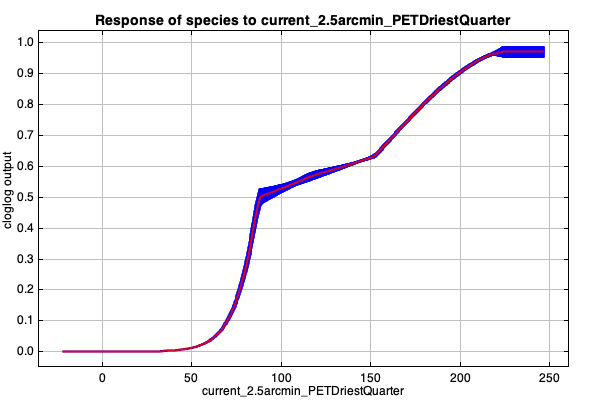 Response of species to current_2.5arcmin_PETDriestQuarter
1.0
0.9
0.8
0.7
0.6
0.5
0.4
0.3
0.2
0.1
0.0
cloglog output
0 50 100 150 200 250
current_2.5arcmin_PETDriestQuarter